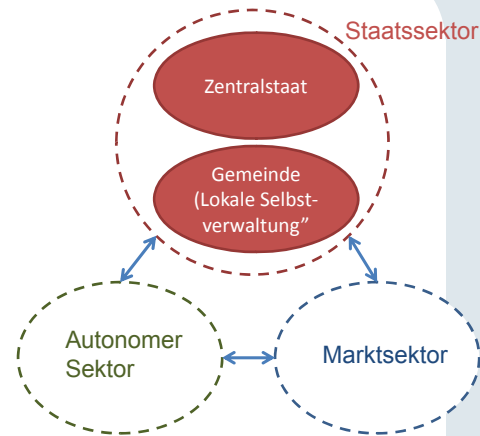 Staatssektor
Zentralstaat
Gemeinde
(Lokale Selbst-
verwaltung”
Autonomer
Sektor
Marktsektor